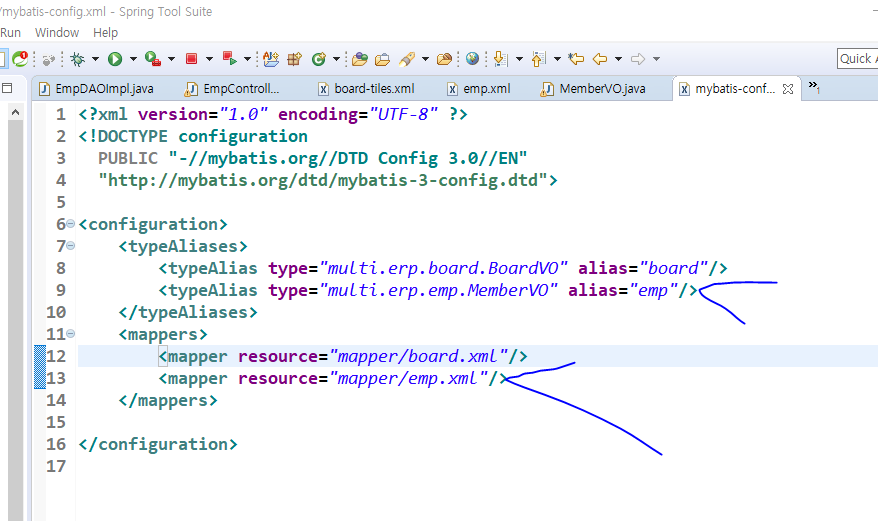 /mybatis-config.xml - Spring Tool Suite
Run Window Help
Quick A
EmpDAOImpl.java EmpControll... board-tiles.xml emp.xml MemberVO.java mybatis-conf... »1
1 <?xml version="1.0" encoding="UTF-8" ?>
2 <!DOCTYPE configuration
3 PUBLIC "-//mybatis.org//DTD Config 3.0//EN"
4 "http://mybatis.org/dtd/mybatis-3-config.dtd">
5
6 <configuration>
7 <typeAliases>
8 <typeAlias type="multi.erp.board.BoardVO" alias="board"/>
9 <typeAlias type="multi.erp.emp.MemberVO" alias="emp"/>
10 </typeAliases>
11 <mappers>
12 <mapper resource="mapper/board.xml"/>
13 <mapper resource="mapper/emp.xml"/>
14 </mappers>
15
16 </configuration>
17